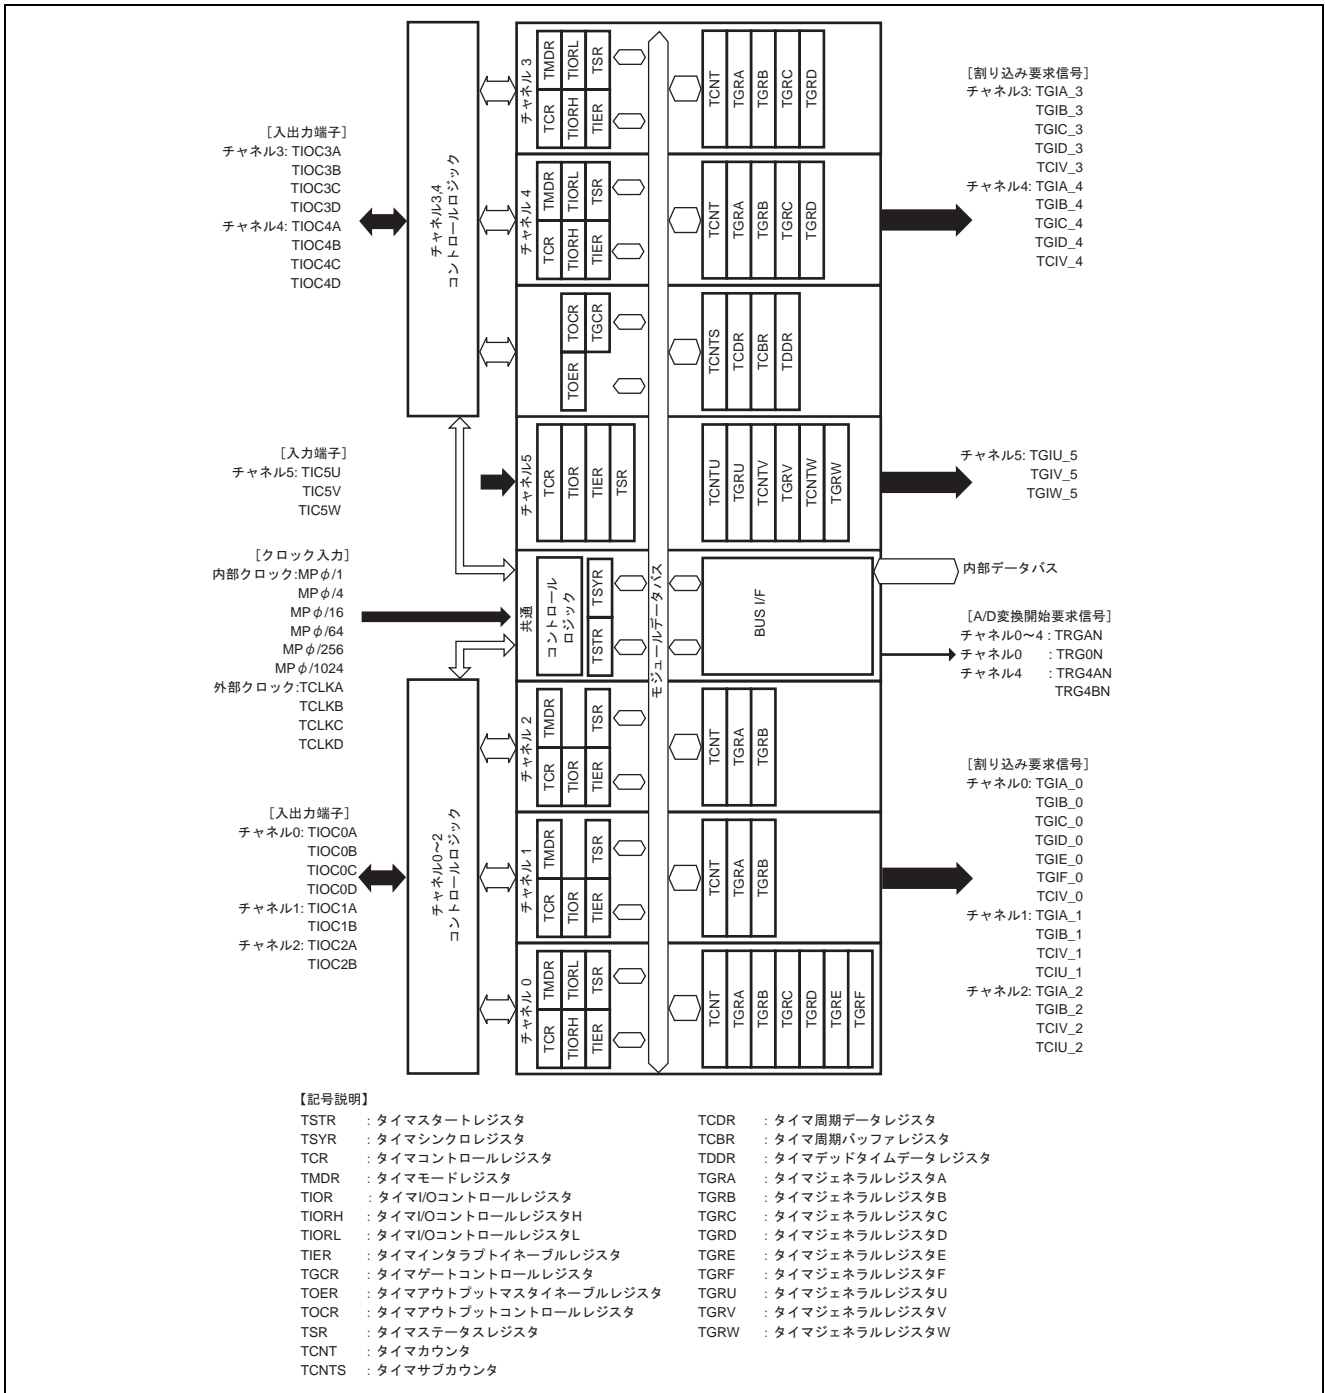 [入出力端子]
チャネル3: TIOC3A
TIOC3B
TIOC3C
TIOC3D
チャネル4: TIOC4A
TIOC4B
TIOC4C
TIOC4D
[入力端子]
チャネル5: TIC5U
TIC5V
TIC5W
[クロック入力]
内部クロック:MPφ/1
MPφ/4
MPφ/16
MPφ/64
MPφ/256
MPφ/1024
外部クロック:TCLKA
TCLKB
TCLKC
TCLKD
[入出力端子]
チャネル0: TIOC0A
TIOC0B
TIOC0C
TIOC0D
チャネル1: TIOC1A
TIOC1B
チャネル2: TIOC2A
TIOC2B
チャネル3,4
コントロールロジック
チャネル0～2
コントロールロジック
チャネル 3
TCR
TMDR
TIORH
TIORL
TIER
TSR
TCNT
TGRA
TGRB
TGRC
TGRD
チャネル 4
TCR
TMDR
TIORH
TIORL
TIER
TSR
TCNT
TGRA
TGRB
TGRC
TGRD
TOER
TOCR
TGCR
TCNTS
TCDR
TCBR
TDDR
チャネル5
TCR
TIOR
TIER
TSR
TCNTU
TGRU
TCNTV
TGRV
TCNTW
TGRW
共通
コントロール
ロジック
TSTR
TSYR
モジュールデータバス
BUS I/F
チャネル 2
TCR
TMDR
TIOR
TIER
TSR
TCNT
TGRA
TGRB
チャネル 1
TCR
TMDR
TIOR
TIER
TSR
TCNT
TGRA
TGRB
チャネル 0
TCR
TMDR
TIORH
TIORL
TIER
TSR
TCNT
TGRA
TGRB
TGRC
TGRD
TGRE
TGRF
[割り込み要求信号]
チャネル3: TGIA_3
TGIB_3
TGIC_3
TGID_3
TCIV_3
チャネル4: TGIA_4
TGIB_4
TGIC_4
TGID_4
TCIV_4
チャネル5: TGIU_5
TGIV_5
TGIW_5
内部データバス
[A/D変換開始要求信号]
チャネル0～4 : TRGAN
チャネル0 : TRG0N
チャネル4 : TRG4AN
TRG4BN
[割り込み要求信号]
チャネル0: TGIA_0
TGIB_0
TGIC_0
TGID_0
TGIE_0
TGIF_0
TCIV_0
チャネル1: TGIA_1
TGIB_1
TCIV_1
TCIU_1
チャネル2: TGIA_2
TGIB_2
TCIV_2
TCIU_2
【記号説明】
TSTR : タイマスタートレジスタ
TSYR : タイマシンクロレジスタ
TCR : タイマコントロールレジスタ
TMDR : タイマモードレジスタ
TIOR : タイマI/Oコントロールレジスタ
TIORH : タイマI/OコントロールレジスタH
TIORL : タイマI/OコントロールレジスタL
TIER : タイマインタラプトイネーブルレジスタ
TGCR : タイマゲートコントロールレジスタ
TOER : タイマアウトプットマスタイネーブルレジスタ
TOCR : タイマアウトプットコントロールレジスタ
TSR : タイマステータスレジスタ
TCNT : タイマカウンタ
TCNTS : タイマサブカウンタ
TCDR : タイマ周期データレジスタ
TCBR : タイマ周期バッファレジスタ
TDDR : タイマデッドタイムデータレジスタ
TGRA : タイマジェネラルレジスタA
TGRB : タイマジェネラルレジスタB
TGRC : タイマジェネラルレジスタC
TGRD : タイマジェネラルレジスタD
TGRE : タイマジェネラルレジスタE
TGRF : タイマジェネラルレジスタF
TGRU : タイマジェネラルレジスタU
TGRV : タイマジェネラルレジスタV
TGRW : タイマジェネラルレジスタW